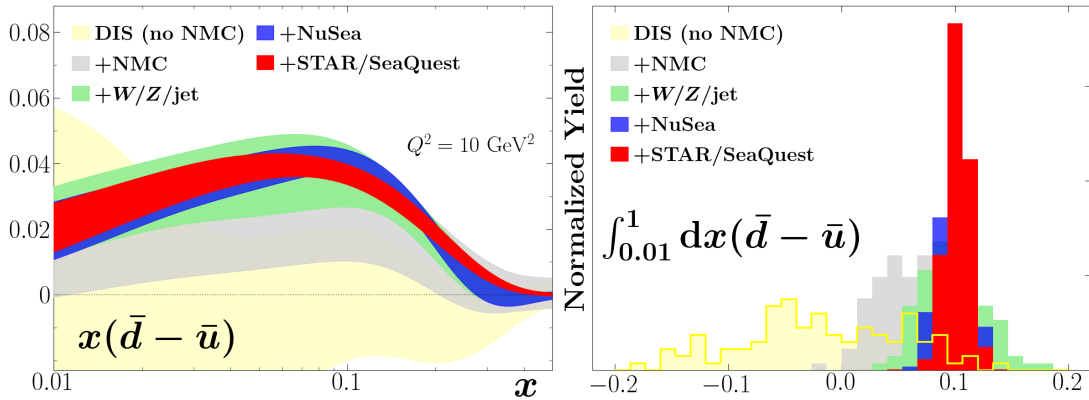 0.08
0.06
0.04
0.02
0
0.01
0.1
x
DIS (no NMC)
+NMC
+W/Z/jet
+NuSea
+STAR/SeaQuest
Q² = 10 GeV²
x(d̄ − ū)
Normalized Yield
DIS (no NMC)
+NMC
+W/Z/jet
+NuSea
+STAR/SeaQuest
∫₀.₀₁¹ dx(d̄ − ū)
−0.2
−0.1
0.0
0.1
0.2